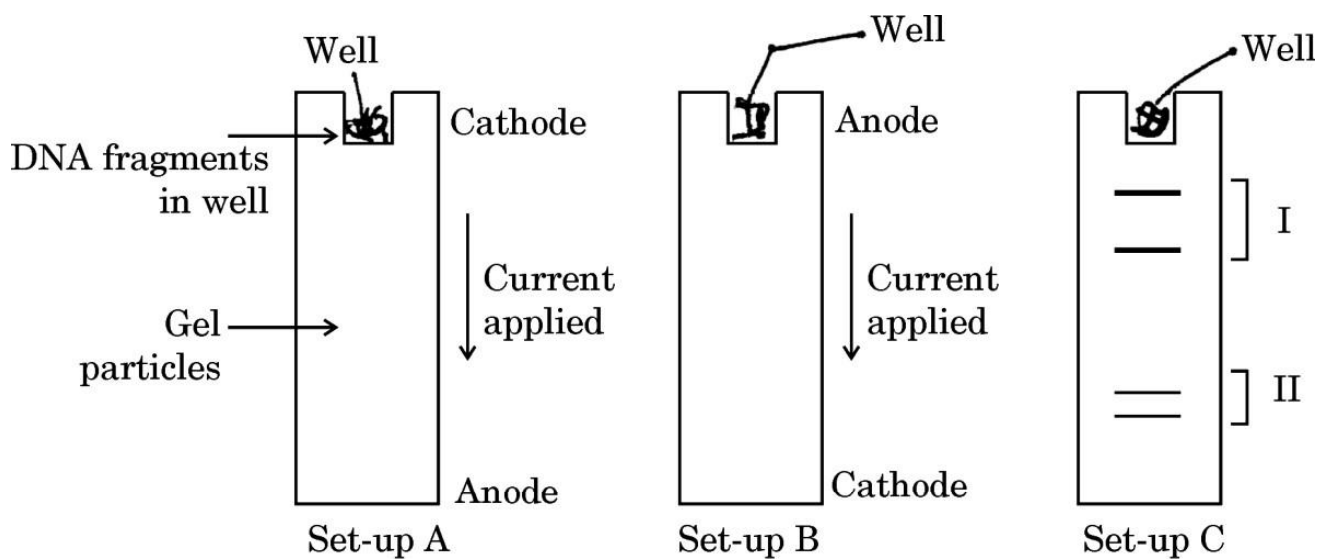 Well
Cathode
DNA fragments
in well
Current
applied
Gel
particles
Anode
Set-up A
Well
Anode
Current
applied
Cathode
Set-up B
Well
I
II
Set-up C